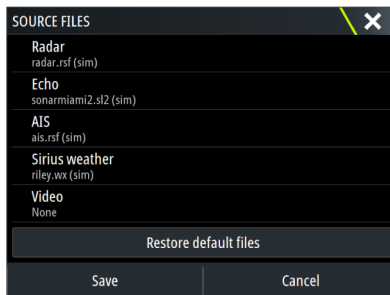 SOURCE FILES
Radar
radar.rsf (sim)
Echo
sonarmiami2.sl2 (sim)
AIS
ais.rsf (sim)
Sirius weather
riley.wx (sim)
Video
None
Restore default files
Save Cancel